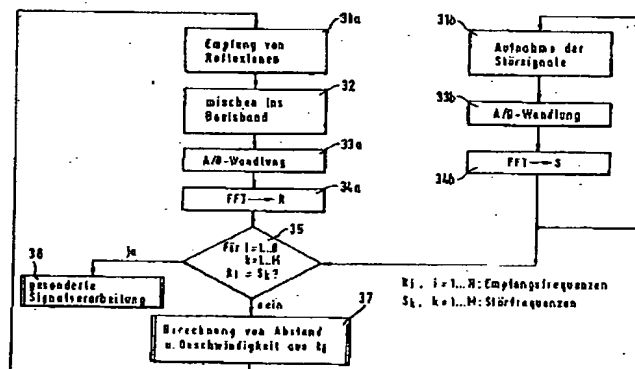 31a
Empfang von
Reflexionen
32
mischen ins
Basisband
33a
A/D-Wandlung
34a
FFT → R
35
für i=1...N
k=1...M
Ri = Sk?
ja
nein
36
gesonderte
Signalverarbeitung
37
Berechnung von Abstand
u. Geschwindigkeit aus Ri
31b
Aufnahme der
Störsignale
33b
A/D-Wandlung
34b
FFT → S
Ri, i=1...N: Empfangsfrequenzen
Sk, k=1...M: Störfrequenzen